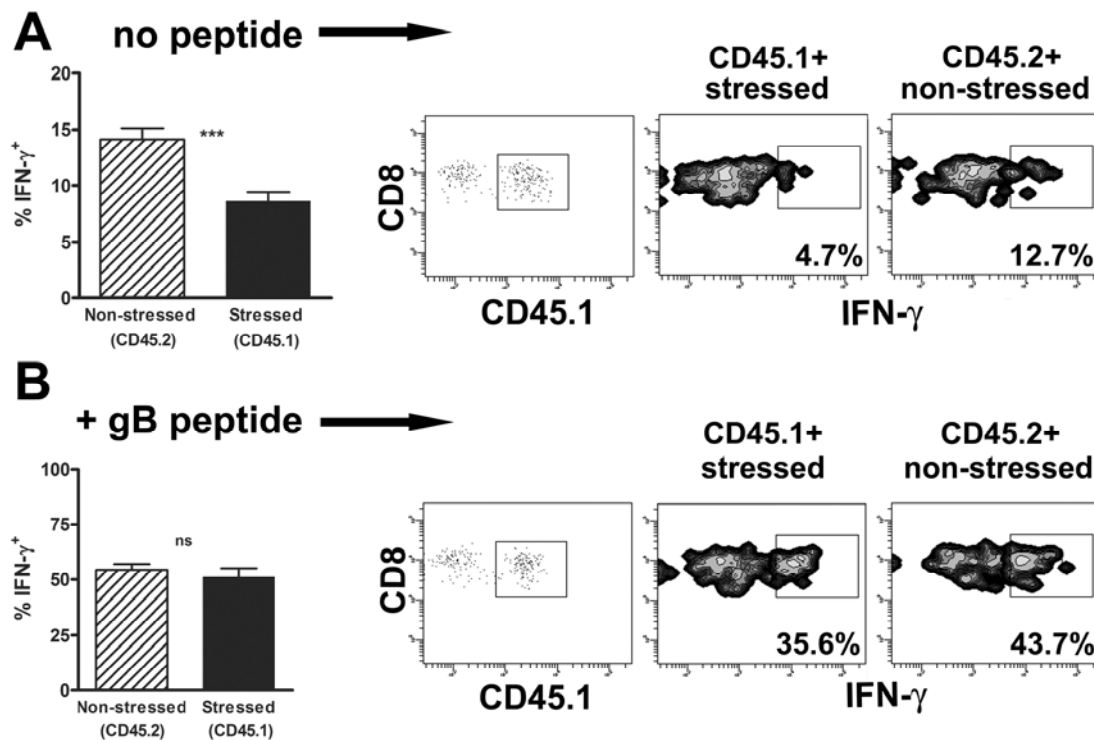 A
no peptide
% IFN-γ+
20
15
10
5
0
***
Non-stressed
(CD45.2)
Stressed
(CD45.1)
CD8
CD45.1
CD45.1+
stressed
4.7%
CD45.2+
non-stressed
12.7%
IFN-γ
B
+ gB peptide
% IFN-γ+
100
75
50
25
0
ns
Non-stressed
(CD45.2)
Stressed
(CD45.1)
CD8
CD45.1
CD45.1+
stressed
35.6%
CD45.2+
non-stressed
43.7%
IFN-γ